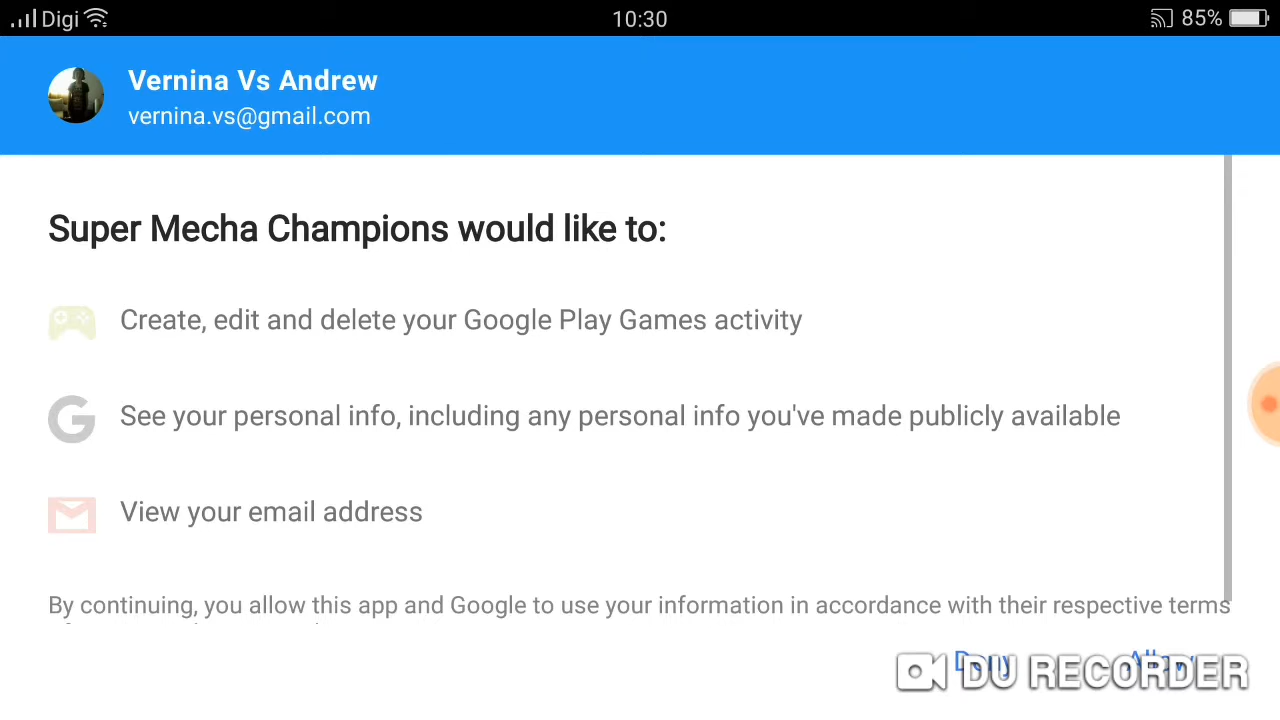 Digi 10:30 85%
Vernina Vs Andrew
vernina.vs@gmail.com
Super Mecha Champions would like to:
Create, edit and delete your Google Play Games activity
G See your personal info, including any personal info you've made publicly available
View your email address
By continuing, you allow this app and Google to use your information in accordance with their respective terms
Deny Allow
DU RECORDER